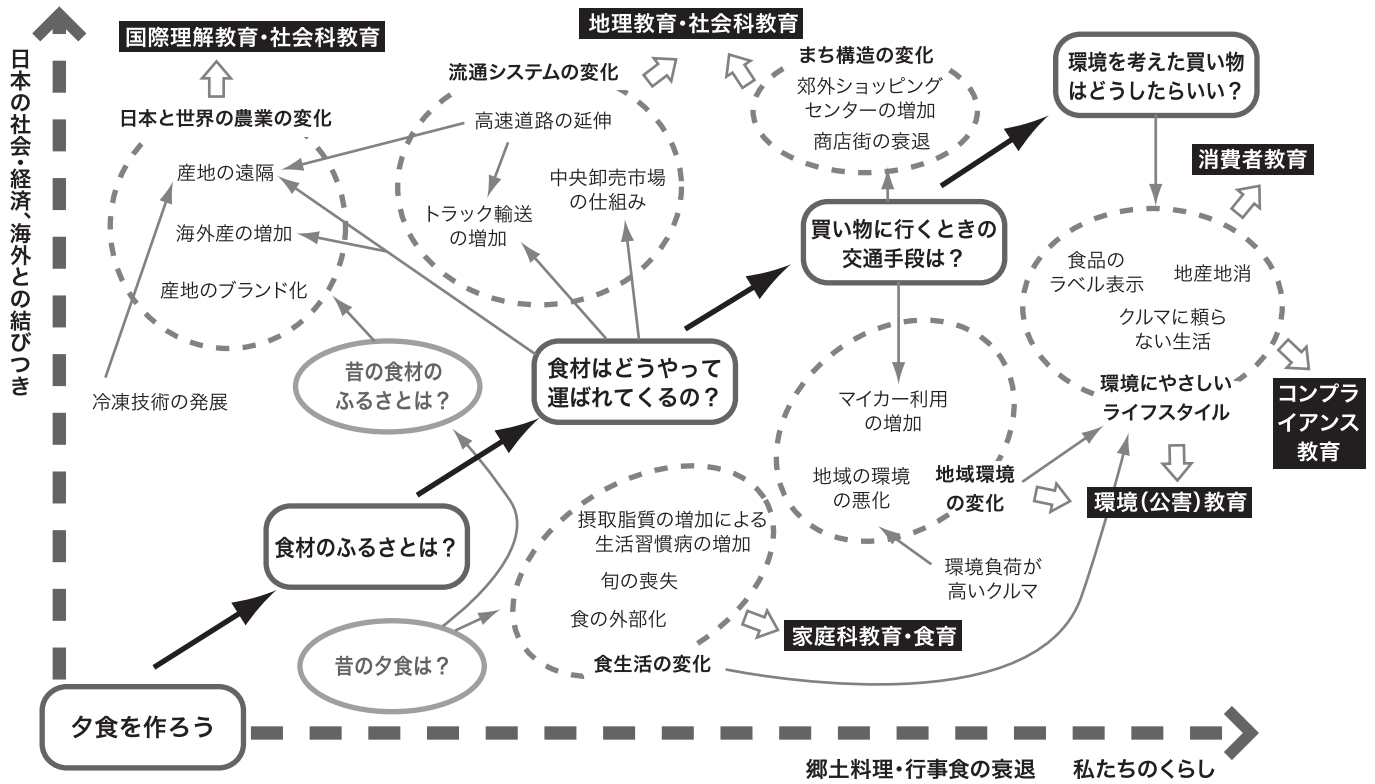 国際理解教育・社会科教育
地理教育・社会科教育
日本の社会・経済、海外との結びつき
日本と世界の農業の変化
産地の遠隔
海外産の増加
産地のブランド化
冷凍技術の発展
流通システムの変化
高速道路の延伸
中央卸売市場
の仕組み
トラック輸送
の増加
まち構造の変化
郊外ショッピング
センターの増加
商店街の衰退
環境を考えた買い物
はどうしたらいい？
消費者教育
買い物に行くときの
交通手段は？
食品の
ラベル表示
地産地消
クルマに頼ら
ない生活
環境にやさしい
ライフスタイル
コンプラ
イアンス
教育
昔の食材の
ふるさとは？
食材はどうやって
運ばれてくるの？
マイカー利用
の増加
地域の環境
の悪化
地域環境
の変化
環境（公害）教育
環境負荷が
高いクルマ
食材のふるさとは？
摂取脂質の増加による
生活習慣病の増加
旬の喪失
食の外部化
食生活の変化
家庭科教育・食育
昔の夕食は？
夕食を作ろう
郷土料理・行事食の衰退
私たちのくらし